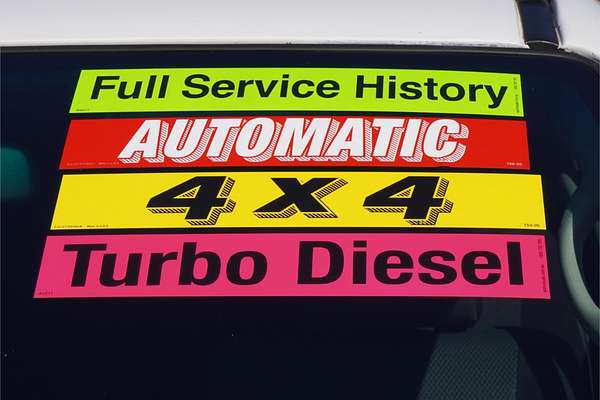 Full Service History
AUTOMATIC
4 x 4
Turbo Diesel